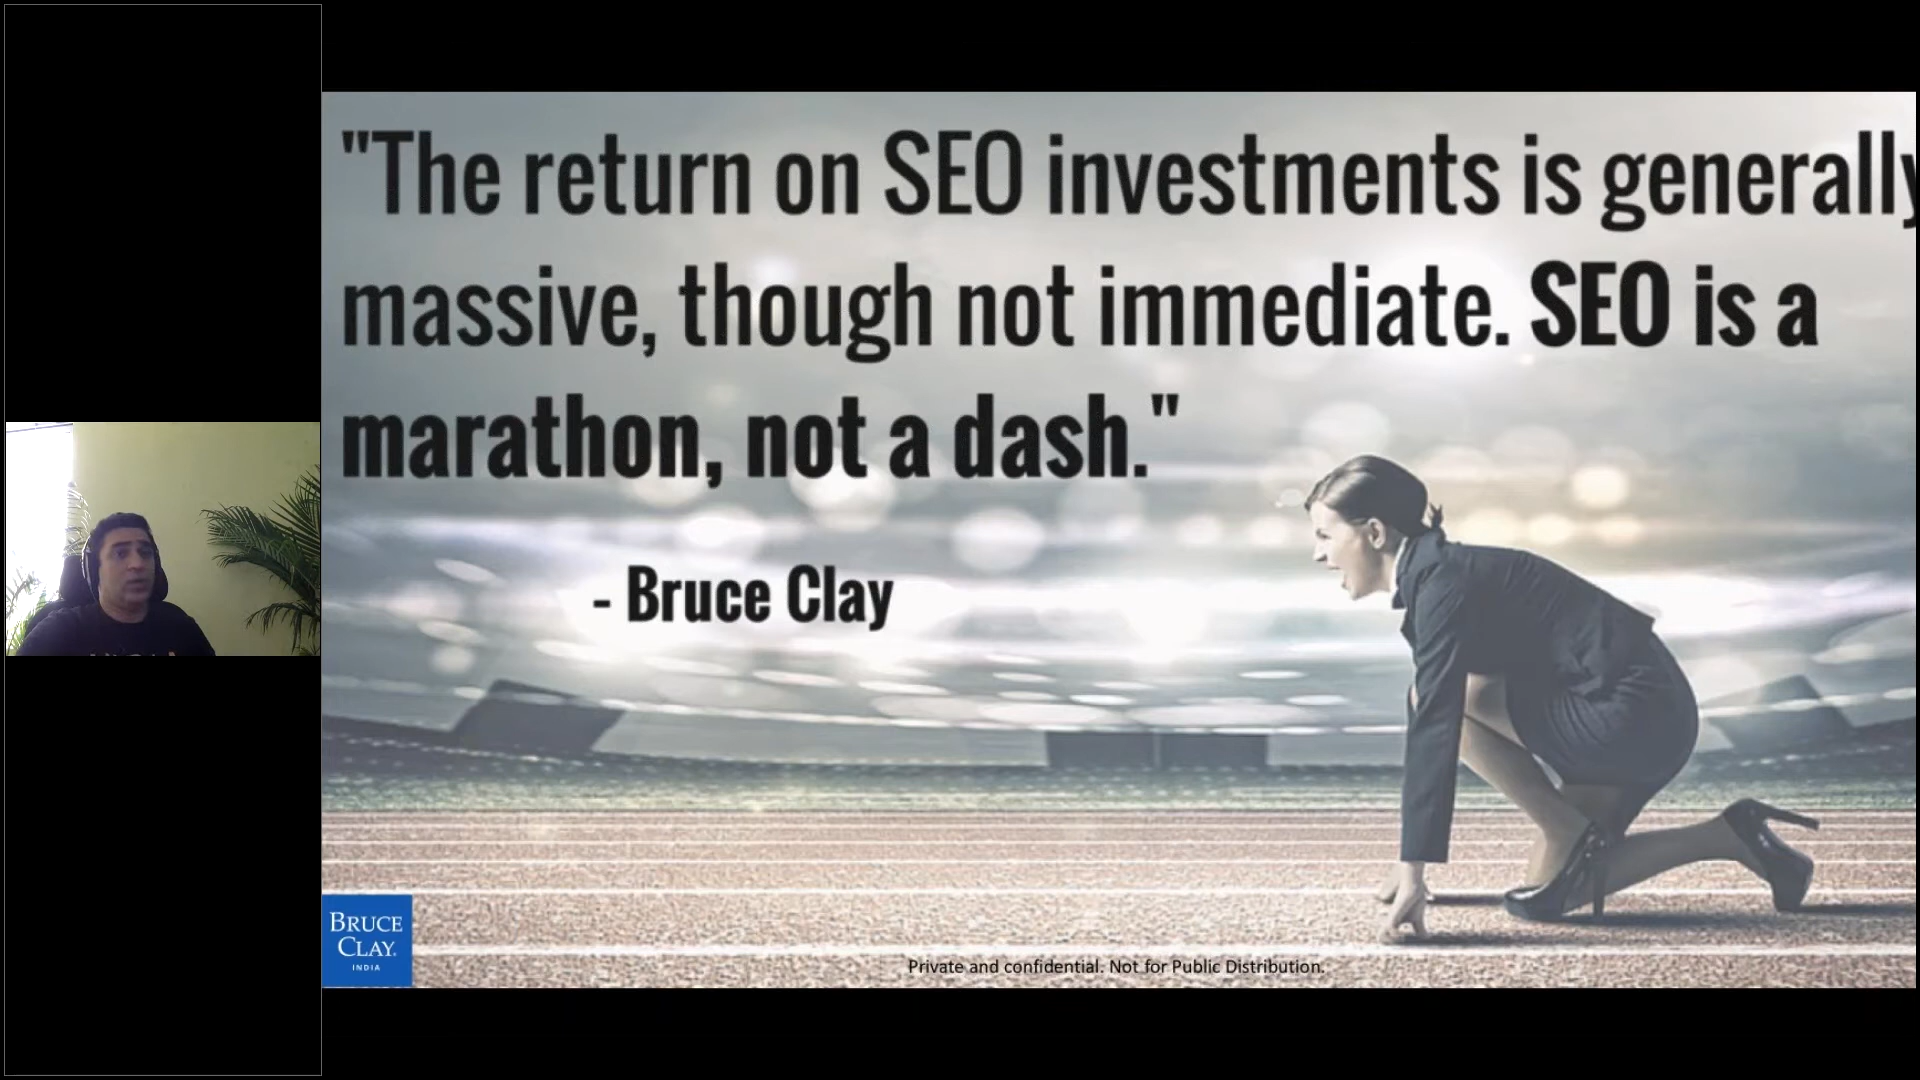 "The return on SEO investments is generally
massive, though not immediate. SEO is a
marathon, not a dash."
- Bruce Clay
BRUCE
CLAY
INDIA
Private and confidential. Not for Public Distribution.